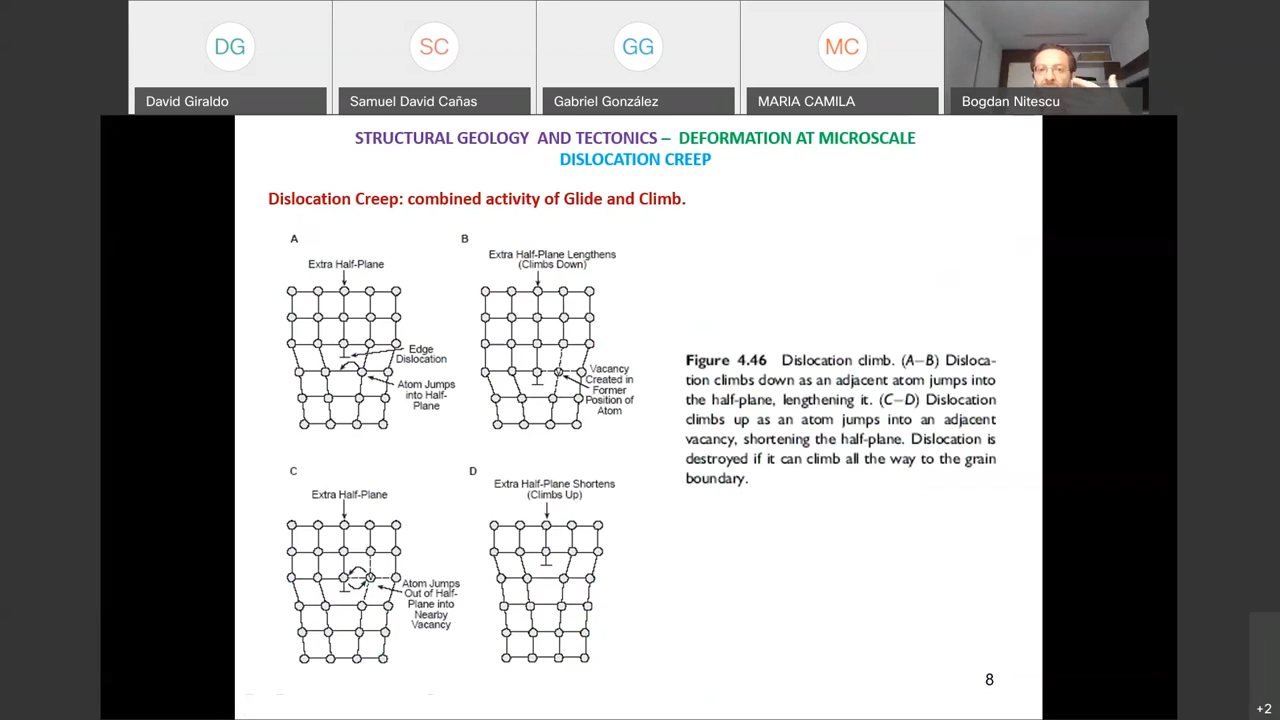 DG
SC
GG
MC
David Giraldo
Samuel David Cañas
Gabriel González
MARIA CAMILA
Bogdan Nitescu
STRUCTURAL GEOLOGY AND TECTONICS – DEFORMATION AT MICROSCALE
DISLOCATION CREEP
Dislocation Creep: combined activity of Glide and Climb.
A
Extra Half-Plane
Edge
Dislocation
Atom Jumps
into Half-
Plane
B
Extra Half-Plane Lengthens
(Climbs Down)
Vacancy
Created in
Former
Position of
Atom
C
Extra Half-Plane
Atom Jumps
Out of Half-
Plane into
Nearby
Vacancy
D
Extra Half-Plane Shortens
(Climbs Up)
Figure 4.46 Dislocation climb. (A–B) Disloca-
tion climbs down as an adjacent atom jumps into
the half-plane, lengthening it. (C–D) Dislocation
climbs up as an atom jumps into an adjacent
vacancy, shortening the half-plane. Dislocation is
destroyed if it can climb all the way to the grain
boundary.
8
+2